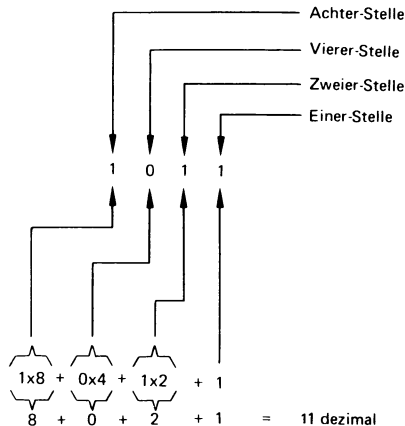 Achter-Stelle
Vierer-Stelle
Zweier-Stelle
Einer-Stelle
1 0 1 1
1x8 + 0x4 + 1x2 + 1
8 + 0 + 2 + 1 = 11 dezimal